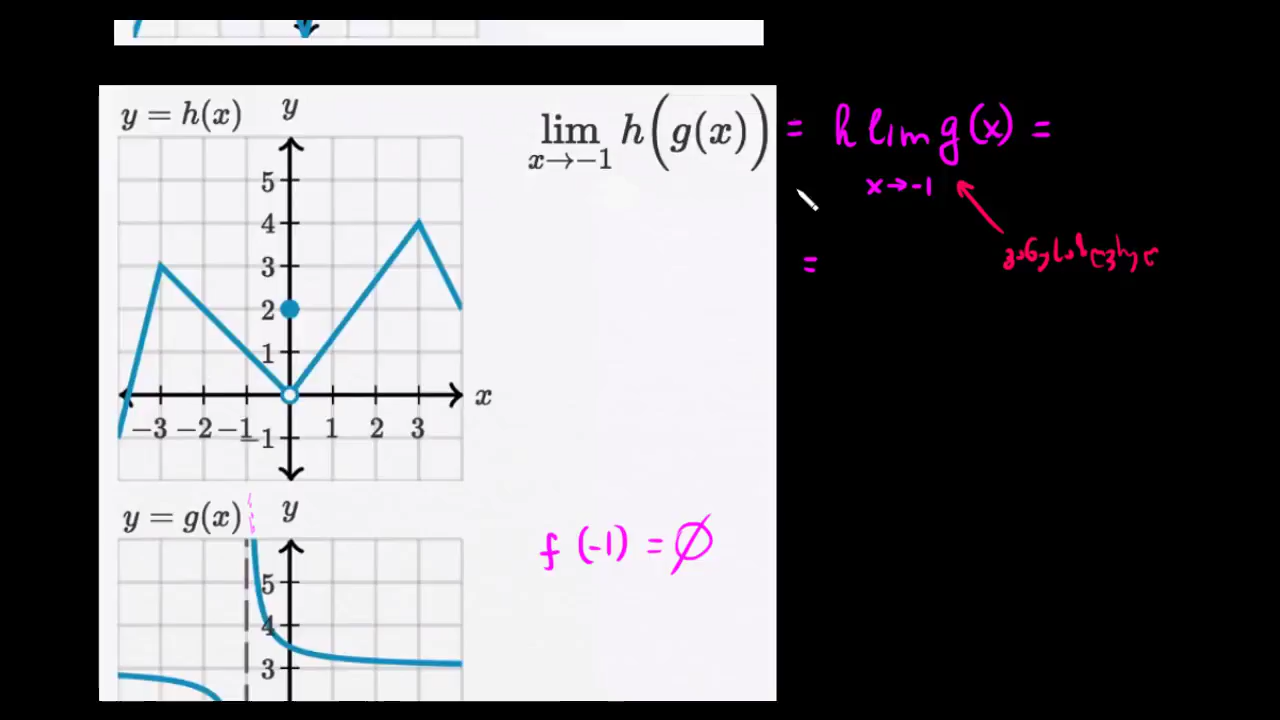 y = h(x)
y
lim h(g(x)) = h lim g(x) =
x→−1
x→-1
=
5
4
3
2
1
x
−3 −2 −1 1 2 3
−1
y = g(x)
y
f (-1) = ∅
5
4
3